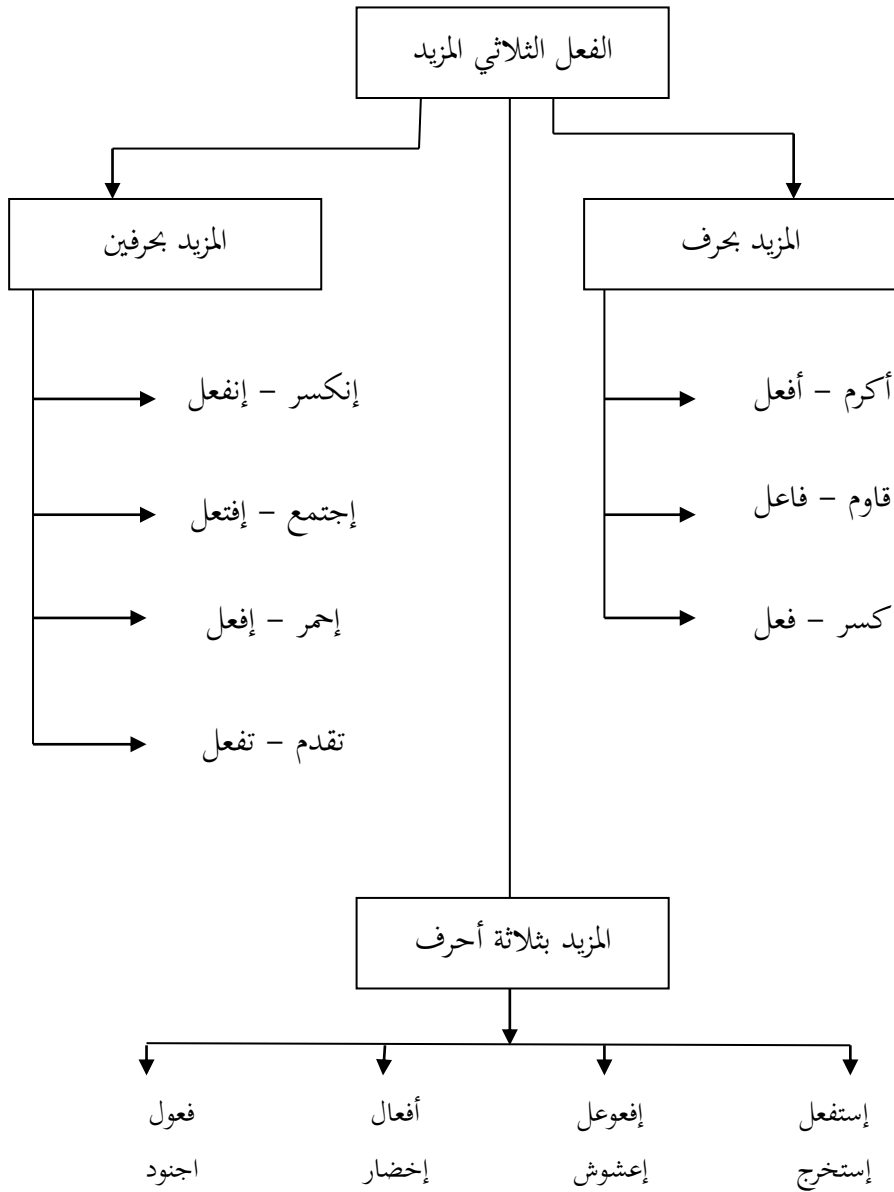 الفعل الثلاثي المزيد
المزيد بحرف
المزيد بحرفين
أكرم – أفعل
قاوم – فاعل
كسر – فعل
إنكسر – إنفعل
إجتمع – إفتعل
إحمر – إفعل
تقدم – تفعل
المزيد بثلاثة أحرف
إستفعل
إفعوعل
أفعال
فعول
إستخرج
إعشوش
إخضار
اجنود